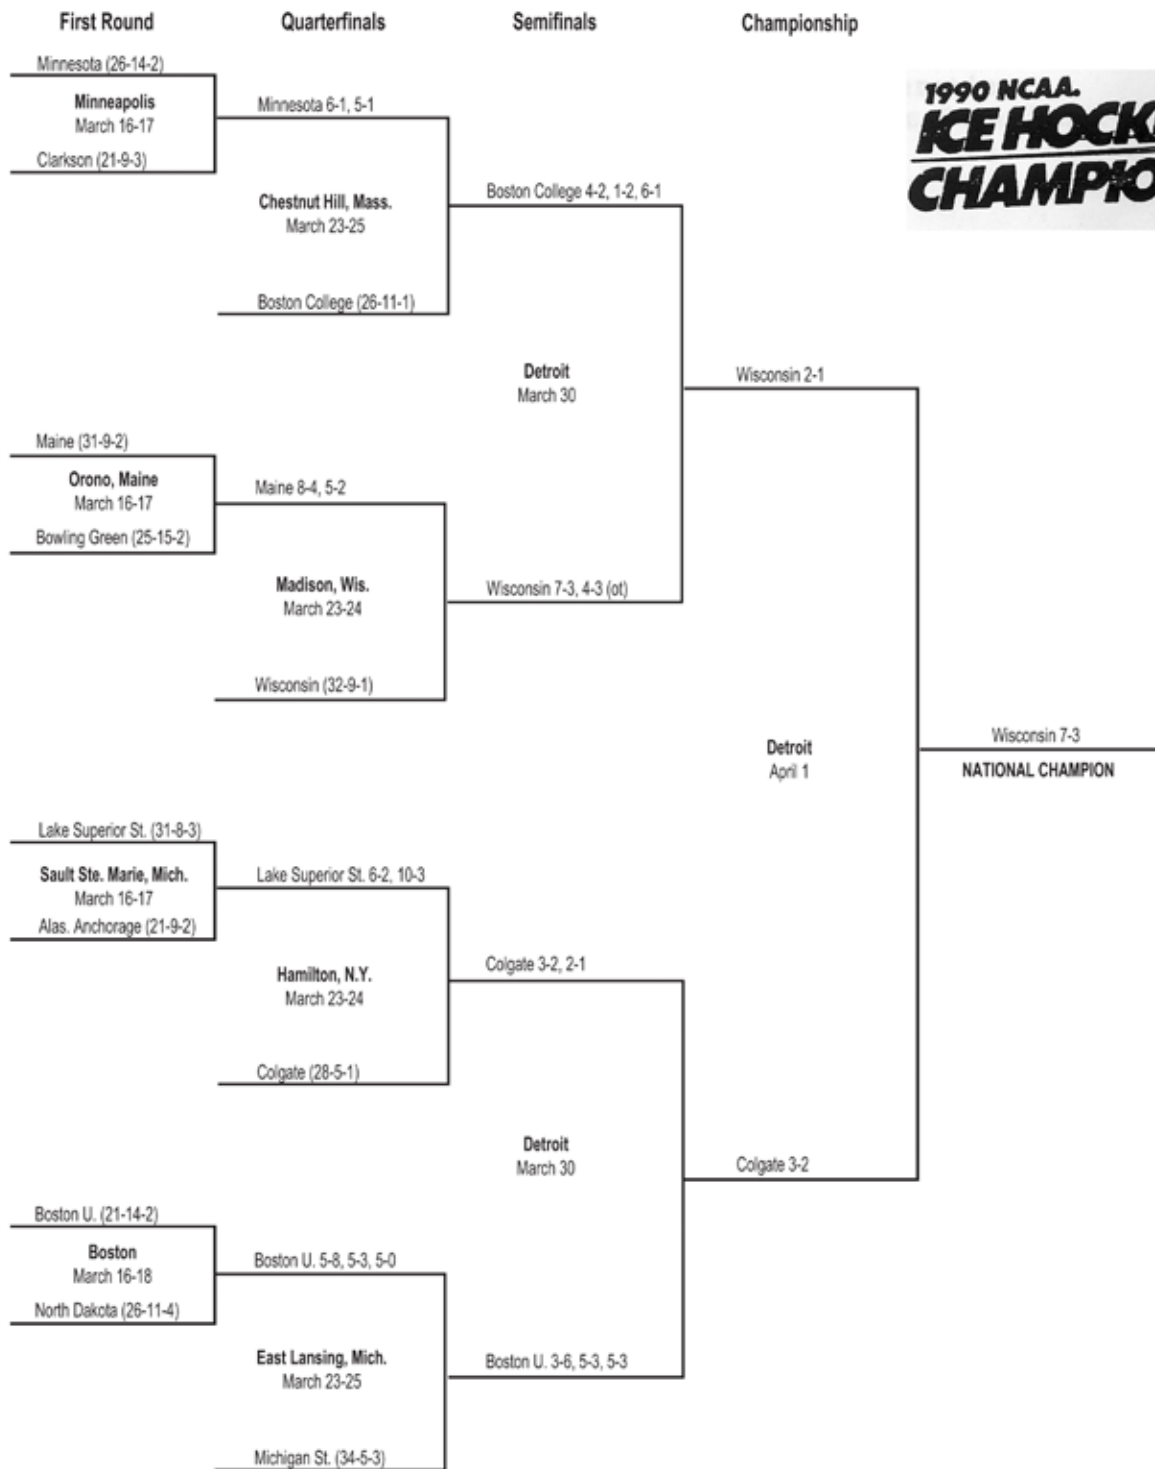 First Round
Quarterfinals
Semifinals
Championship
1990 NCAA.
ICE HOCK
CHAMPIO
Minnesota (26-14-2)
Minneapolis
March 16-17
Clarkson (21-9-3)
Minnesota 6-1, 5-1
Chestnut Hill, Mass.
March 23-25
Boston College (26-11-1)
Boston College 4-2, 1-2, 6-1
Detroit
March 30
Wisconsin 2-1
Maine (31-9-2)
Orono, Maine
March 16-17
Bowling Green (25-15-2)
Maine 8-4, 5-2
Madison, Wis.
March 23-24
Wisconsin (32-9-1)
Wisconsin 7-3, 4-3 (ot)
Detroit
April 1
Wisconsin 7-3
NATIONAL CHAMPION
Lake Superior St. (31-8-3)
Sault Ste. Marie, Mich.
March 16-17
Alas. Anchorage (21-9-2)
Lake Superior St. 6-2, 10-3
Hamilton, N.Y.
March 23-24
Colgate (28-5-1)
Colgate 3-2, 2-1
Detroit
March 30
Colgate 3-2
Boston U. (21-14-2)
Boston
March 16-18
North Dakota (26-11-4)
Boston U. 5-8, 5-3, 5-0
East Lansing, Mich.
March 23-25
Michigan St. (34-5-3)
Boston U. 3-6, 5-3, 5-3